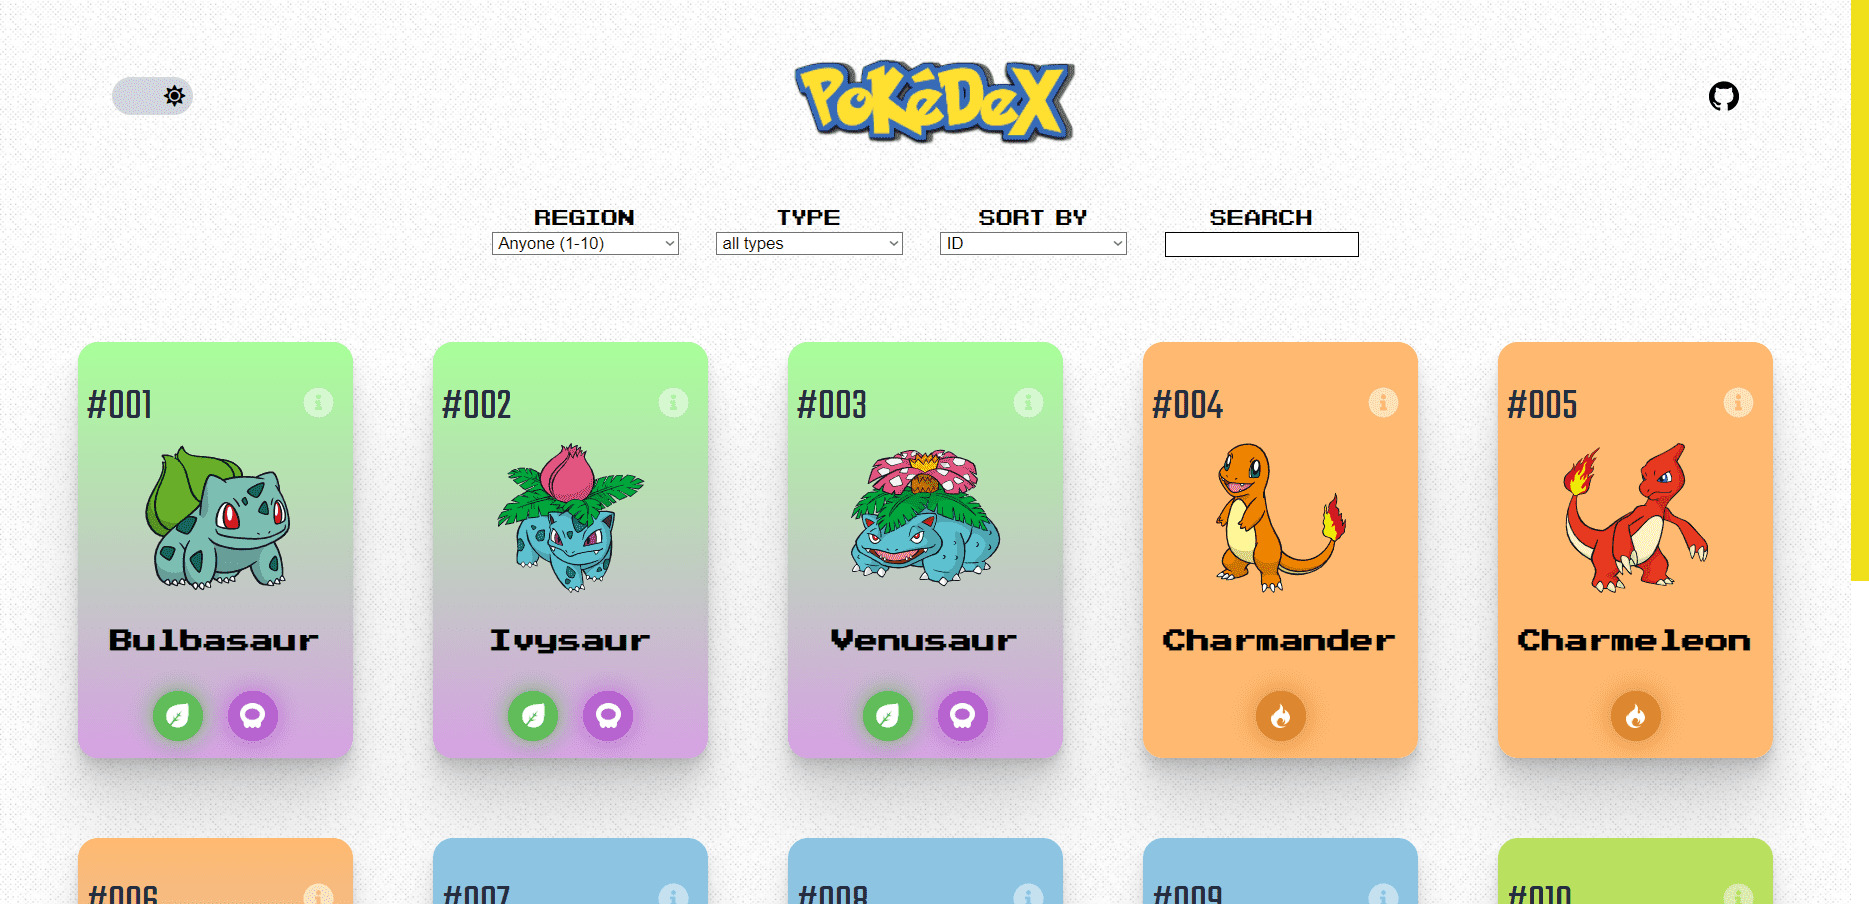 PoKéDeX
REGION TYPE SORT BY SEARCH
Anyone (1-10) all types ID
#001 #002 #003 #004 #005
Bulbasaur Ivysaur Venusaur Charmander Charmeleon
#006 #007 #008 #009 #010